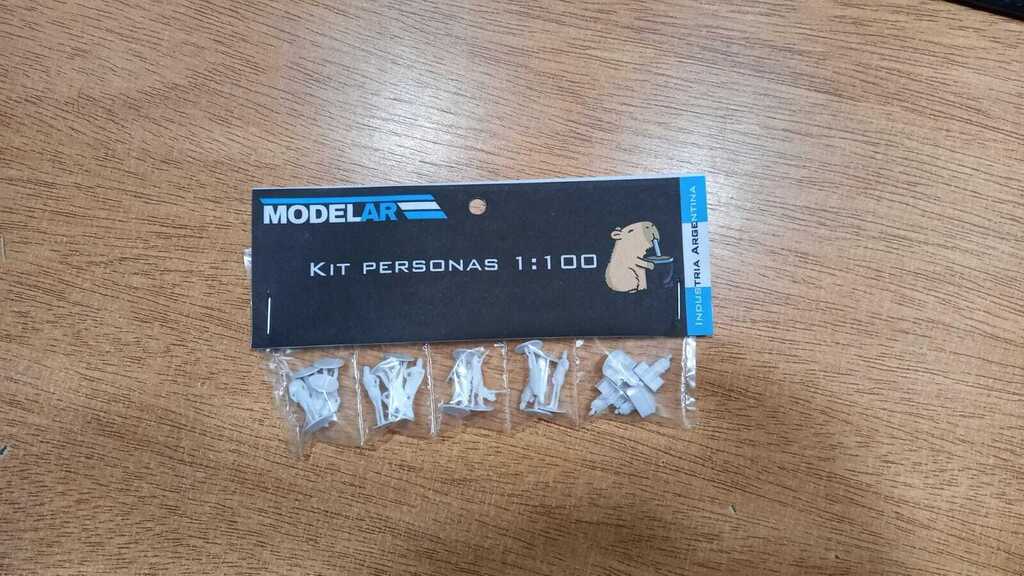 MODELAR
KIT PERSONAS 1:100
INDUSTRIA ARGENTINA